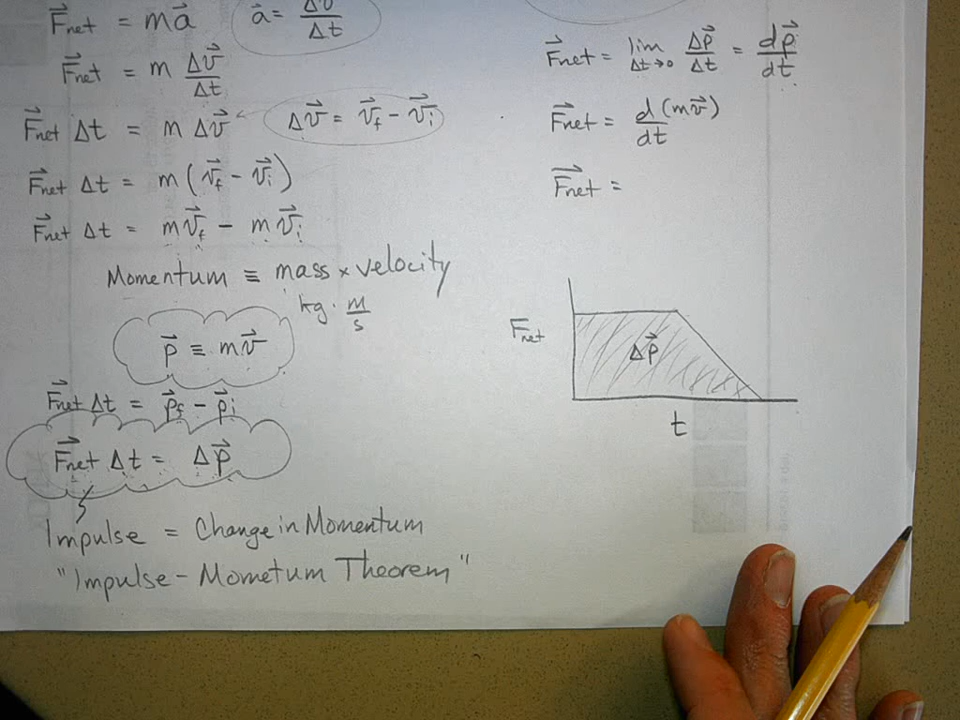 F⃗net = ma⃗
a⃗ = Δv⃗/Δt
F⃗net = m Δv⃗/Δt
F⃗net Δt = m Δv⃗
Δv⃗ = v⃗f − v⃗i
F⃗net Δt = m(v⃗f − v⃗i)
F⃗net Δt = mv⃗f − mv⃗i
Momentum ≡ mass × velocity
kg · m/s
p⃗ ≡ mv⃗
F⃗net Δt = p⃗f − p⃗i
F⃗net Δt = Δp⃗
Impulse = Change in Momentum
"Impulse - Mometum Theorem"
F⃗net = lim Δt→0 Δp⃗/Δt = dp⃗/dt
F⃗net = d(mv⃗)/dt
F⃗net =
Fnet
Δp⃗
t